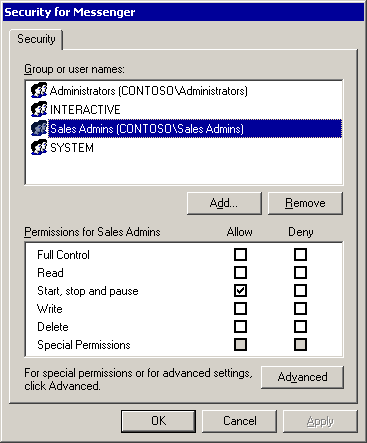 Security for Messenger
Security
Group or user names:
Administrators (CONTOSO\Administrators)
INTERACTIVE
Sales Admins (CONTOSO\Sales Admins)
SYSTEM
Add... Remove
Permissions for Sales Admins Allow Deny
Full Control
Read
Start, stop and pause
Write
Delete
Special Permissions
For special permissions or for advanced settings,
click Advanced.
Advanced
OK Cancel Apply